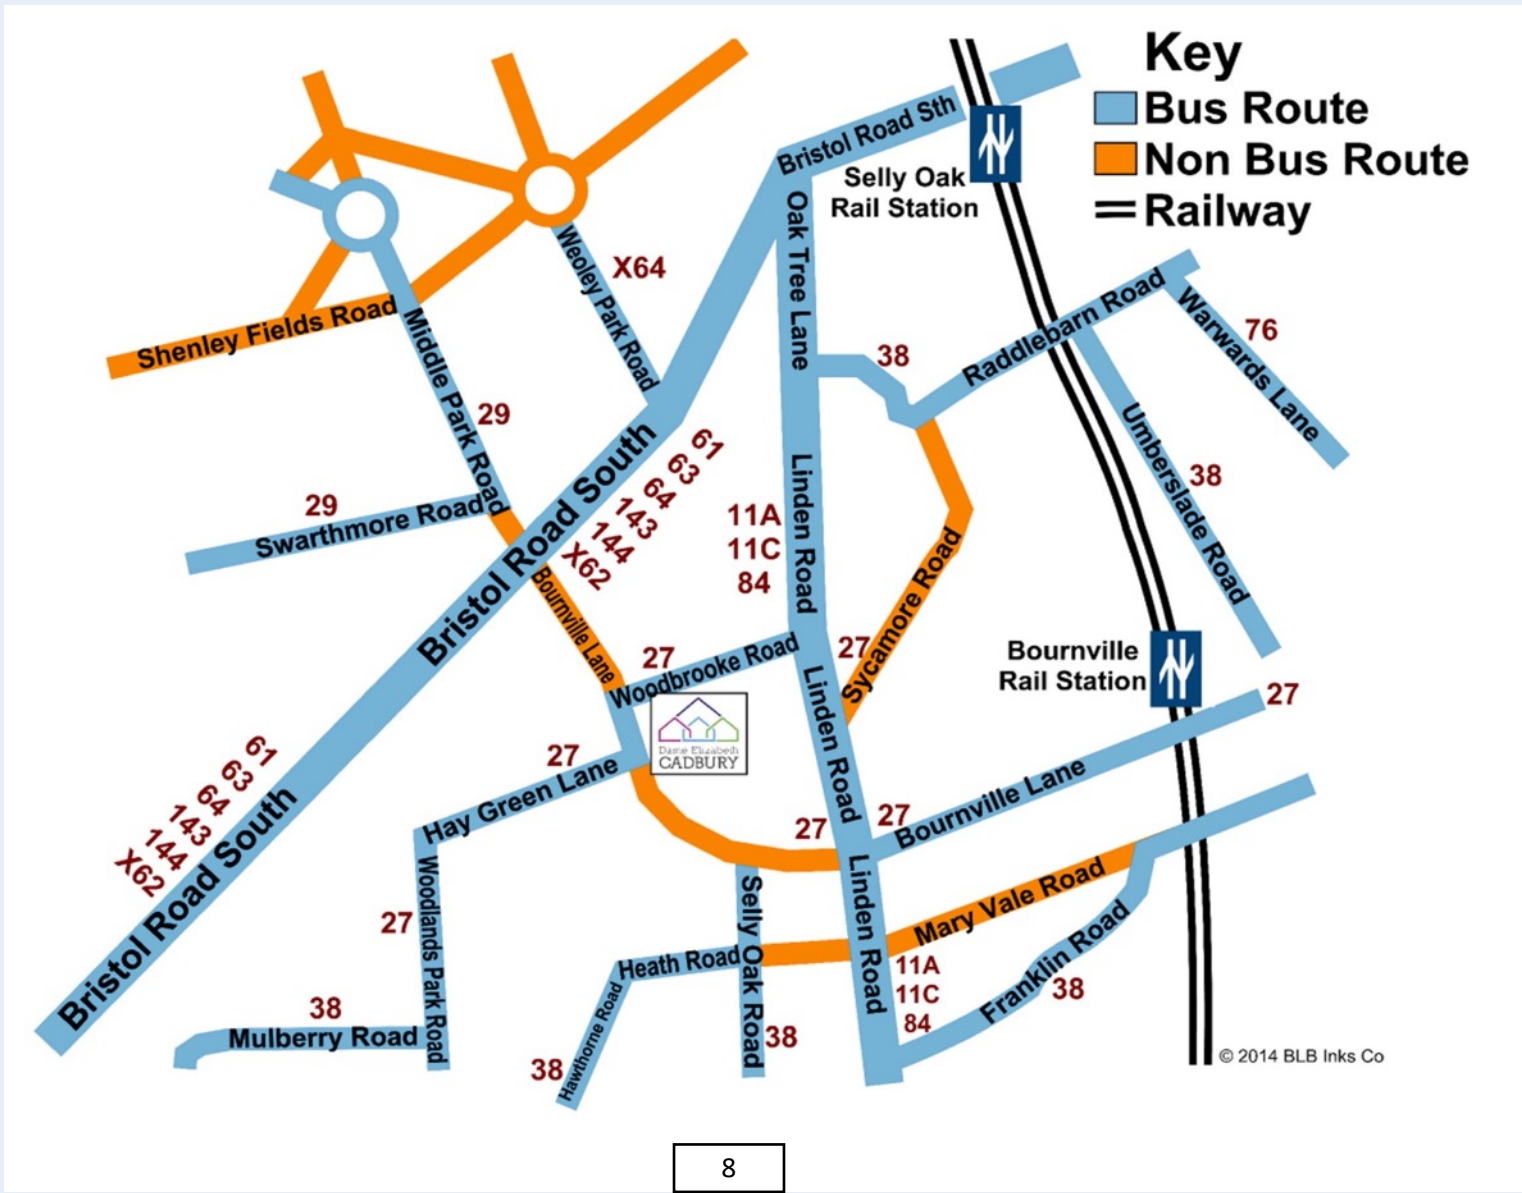 Key
Bus Route
Non Bus Route
Railway
Bristol Road Sth
Selly Oak
Rail Station
Oak Tree Lane
Weoley Park Road
X64
Shenley Fields Road
Middle Park Road
29
38
Raddlebarn Road
Warwards Lane
76
Umberslade Road
38
29
Swarthmore Road
Bristol Road South
61
63
64
143
144
X62
Linden Road
11A
11C
84
Sycamore Road
27
Bournville Lane
27
Woodbrooke Road
Dame Elizabeth
CADBURY
Bournville
Rail Station
27
Linden Road
27
Hay Green Lane
61
63
64
143
144
X62
Bristol Road South
27
27
Bournville Lane
Linden Road
Mary Vale Road
27
Woodlands Park Road
Selly Oak Road
Heath Road
11A
11C
84
Franklin Road
38
38
Mulberry Road
38
Hawthorne Road
38
© 2014 BLB Inks Co
8